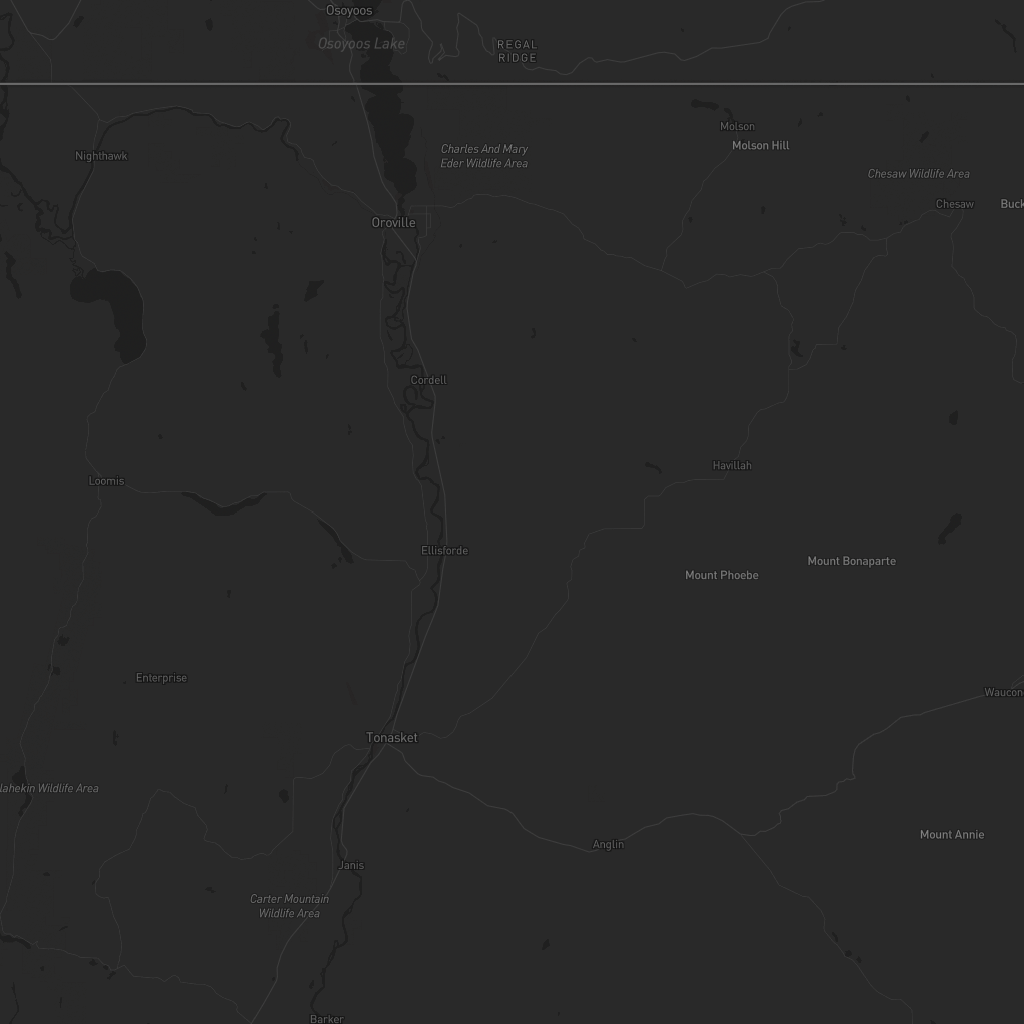 Osoyoos
Osoyoos Lake
REGAL
RIDGE
Molson
Molson Hill
Nighthawk
Charles And Mary
Eder Wildlife Area
Chesaw Wildlife Area
Chesaw
Buck
Oroville
Cordell
Havillah
Loomis
Ellisforde
Mount Bonaparte
Mount Phoebe
Enterprise
Waucon
Tonasket
lahekin Wildlife Area
Mount Annie
Anglin
Janis
Carter Mountain
Wildlife Area
Barker